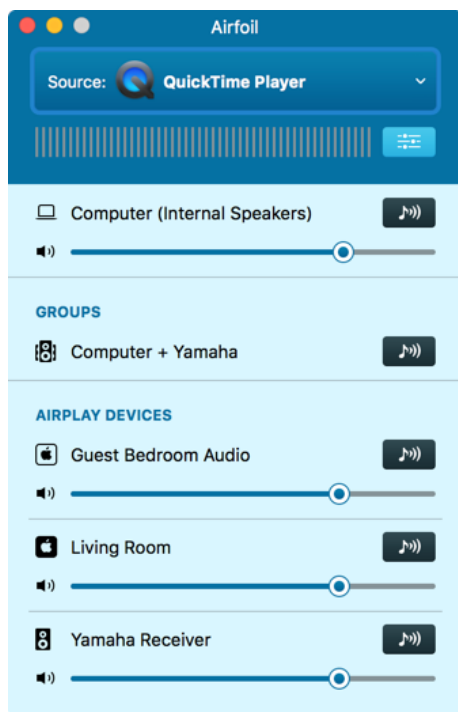 Airfoil
Source: QuickTime Player
Computer (Internal Speakers)
GROUPS
Computer + Yamaha
AIRPLAY DEVICES
Guest Bedroom Audio
Living Room
Yamaha Receiver